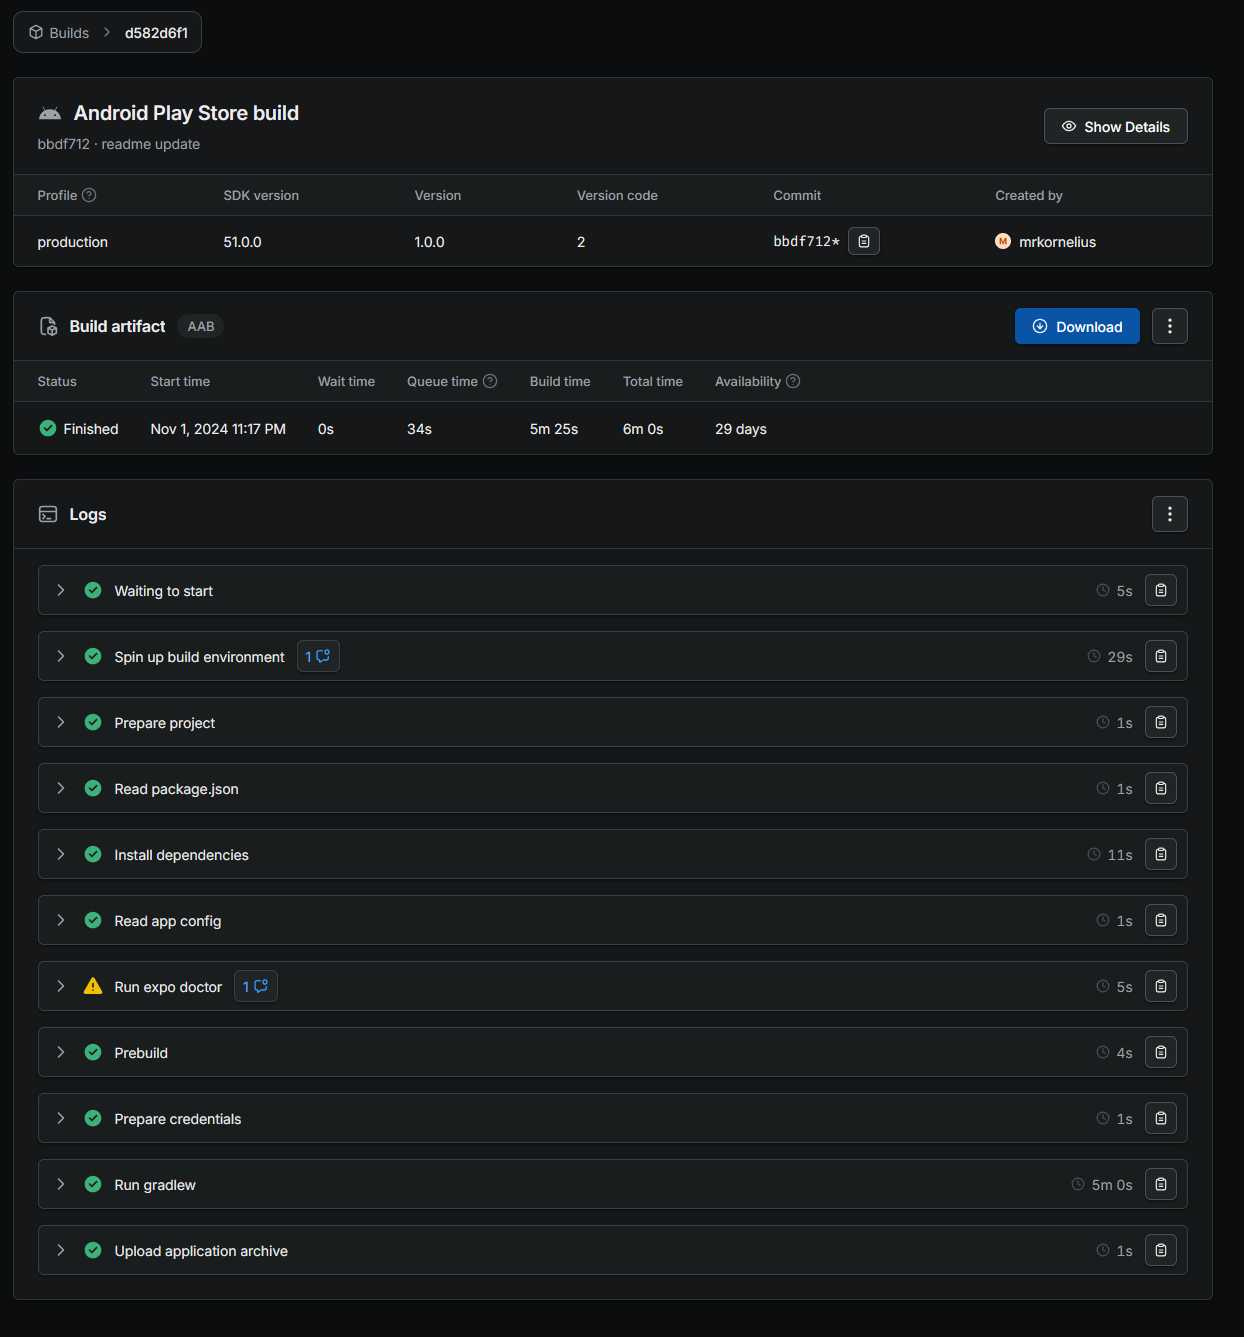 Builds > d582d6f1
Android Play Store build
bbdf712 · readme update
Show Details
Profile SDK version Version Version code Commit Created by
production 51.0.0 1.0.0 2 bbdf712* M mrkornelius
Build artifact AAB
Download
Status Start time Wait time Queue time Build time Total time Availability
Finished Nov 1, 2024 11:17 PM 0s 34s 5m 25s 6m 0s 29 days
Logs
Waiting to start 5s
Spin up build environment 1 29s
Prepare project 1s
Read package.json 1s
Install dependencies 11s
Read app config 1s
Run expo doctor 1 5s
Prebuild 4s
Prepare credentials 1s
Run gradlew 5m 0s
Upload application archive 1s